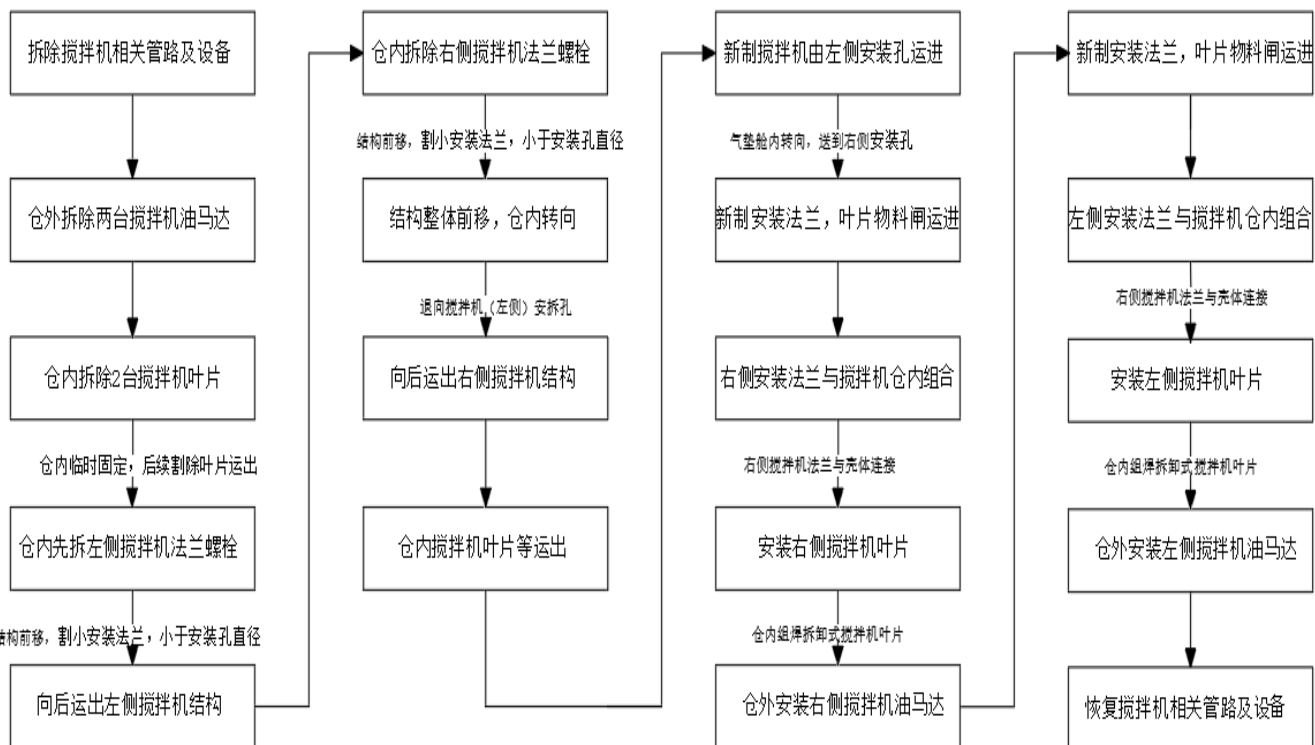 拆除搅拌机相关管路及设备
仓外拆除两台搅拌机油马达
仓内拆除2台搅拌机叶片
仓内临时固定，后续割除叶片运出
仓内先拆左侧搅拌机法兰螺栓
结构前移，割小安装法兰，小于安装孔直径
向后运出左侧搅拌机结构
仓内拆除右侧搅拌机法兰螺栓
结构前移，割小安装法兰，小于安装孔直径
结构整体前移，仓内转向
退向搅拌机（左侧）安拆孔
向后运出右侧搅拌机结构
仓内搅拌机叶片等运出
新制搅拌机由左侧安装孔运进
气垫舱内转向，送到右侧安装孔
新制安装法兰，叶片物料闸运进
右侧安装法兰与搅拌机仓内组合
右侧搅拌机法兰与壳体连接
安装右侧搅拌机叶片
仓内组焊拆卸式搅拌机叶片
仓外安装右侧搅拌机油马达
新制安装法兰，叶片物料闸运进
左侧安装法兰与搅拌机仓内组合
右侧搅拌机法兰与壳体连接
安装左侧搅拌机叶片
仓内组焊拆卸式搅拌机叶片
仓外安装左侧搅拌机油马达
恢复搅拌机相关管路及设备